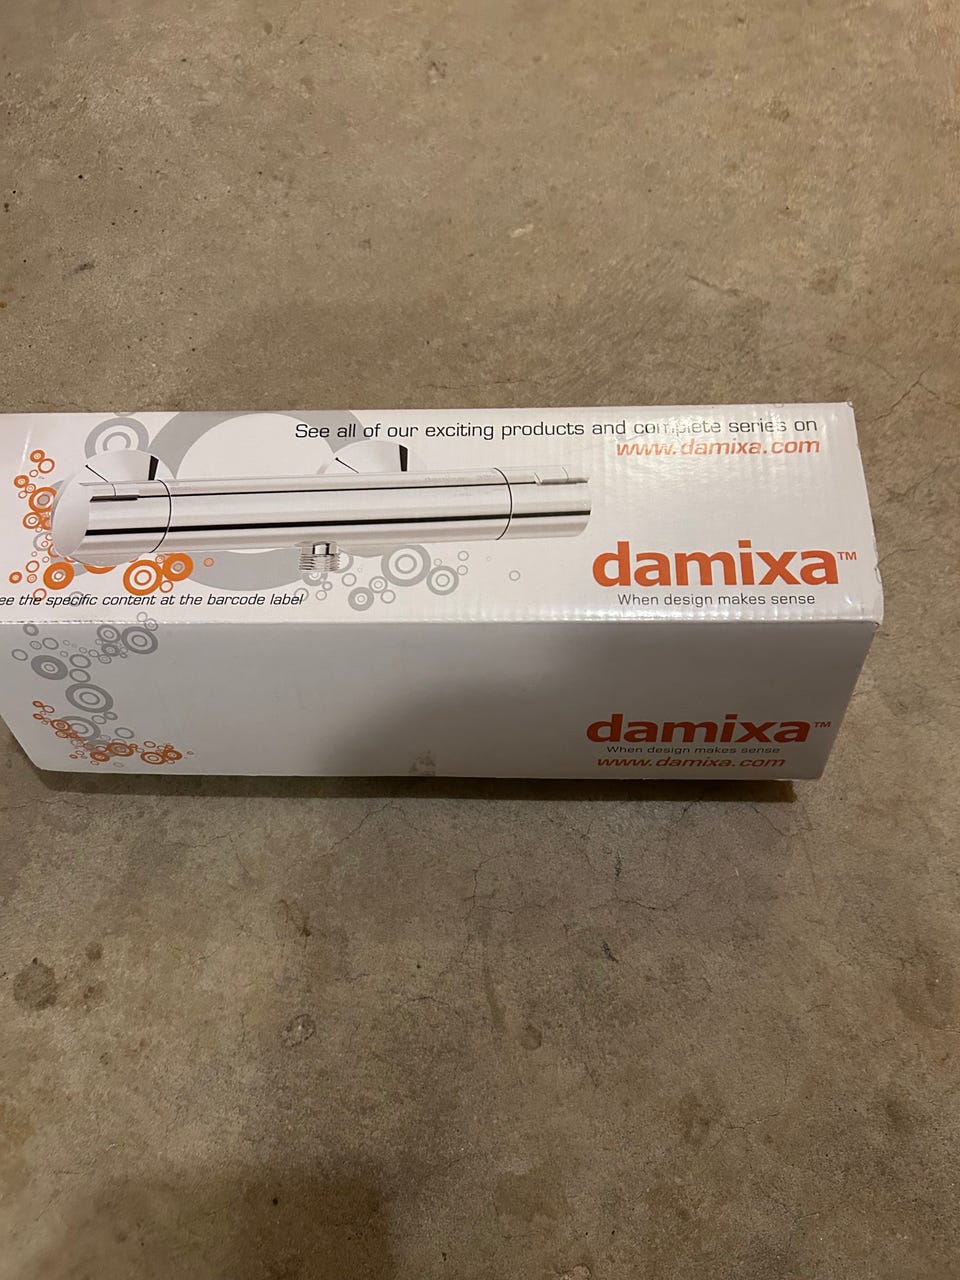 See all of our exciting products and complete series on
www.damixa.com
damixa™
When design makes sense
the specific content at the barcode label
damixa™
When design makes sense
www.damixa.com